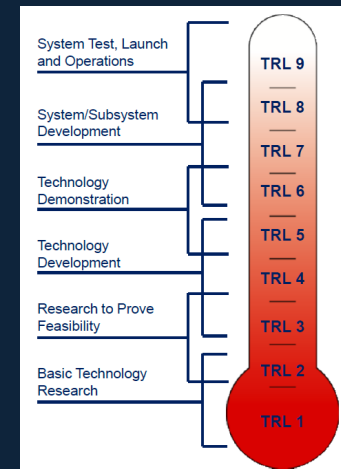 System Test, Launch
and Operations
System/Subsystem
Development
Technology
Demonstration
Technology
Development
Research to Prove
Feasibility
Basic Technology
Research
TRL 9
TRL 8
TRL 7
TRL 6
TRL 5
TRL 4
TRL 3
TRL 2
TRL 1